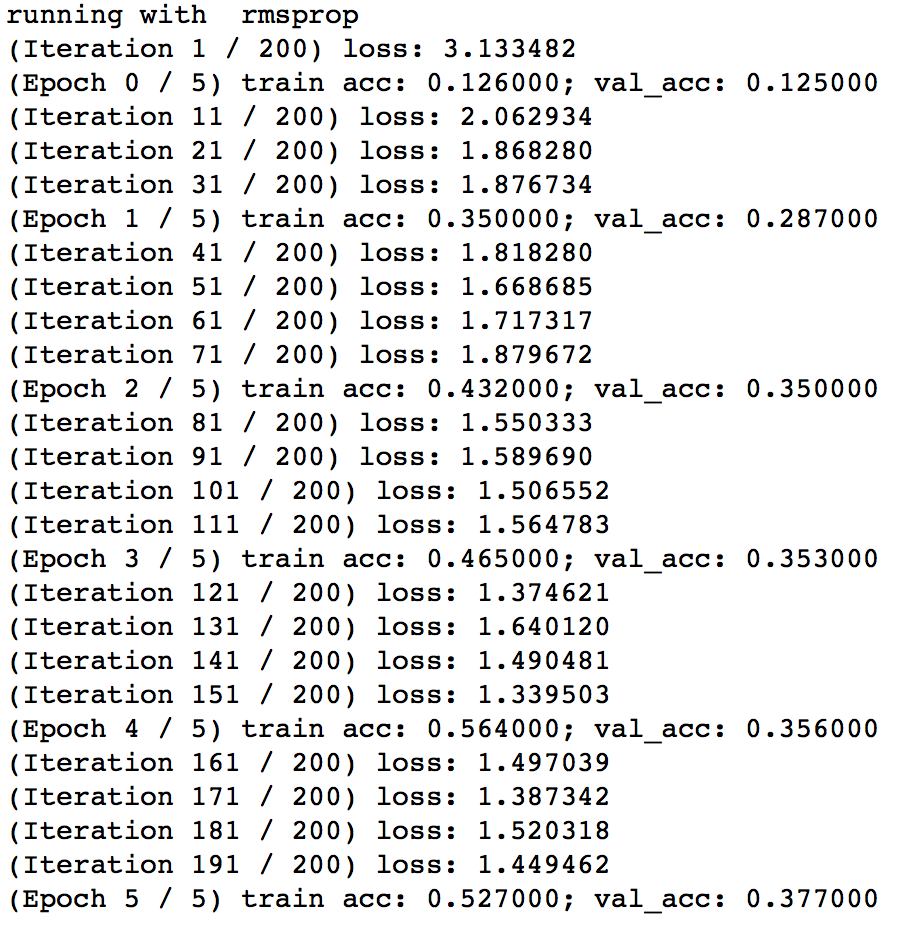 running with  rmsprop
(Iteration 1 / 200) loss: 3.133482
(Epoch 0 / 5) train acc: 0.126000; val_acc: 0.125000
(Iteration 11 / 200) loss: 2.062934
(Iteration 21 / 200) loss: 1.868280
(Iteration 31 / 200) loss: 1.876734
(Epoch 1 / 5) train acc: 0.350000; val_acc: 0.287000
(Iteration 41 / 200) loss: 1.818280
(Iteration 51 / 200) loss: 1.668685
(Iteration 61 / 200) loss: 1.717317
(Iteration 71 / 200) loss: 1.879672
(Epoch 2 / 5) train acc: 0.432000; val_acc: 0.350000
(Iteration 81 / 200) loss: 1.550333
(Iteration 91 / 200) loss: 1.589690
(Iteration 101 / 200) loss: 1.506552
(Iteration 111 / 200) loss: 1.564783
(Epoch 3 / 5) train acc: 0.465000; val_acc: 0.353000
(Iteration 121 / 200) loss: 1.374621
(Iteration 131 / 200) loss: 1.640120
(Iteration 141 / 200) loss: 1.490481
(Iteration 151 / 200) loss: 1.339503
(Epoch 4 / 5) train acc: 0.564000; val_acc: 0.356000
(Iteration 161 / 200) loss: 1.497039
(Iteration 171 / 200) loss: 1.387342
(Iteration 181 / 200) loss: 1.520318
(Iteration 191 / 200) loss: 1.449462
(Epoch 5 / 5) train acc: 0.527000; val_acc: 0.377000